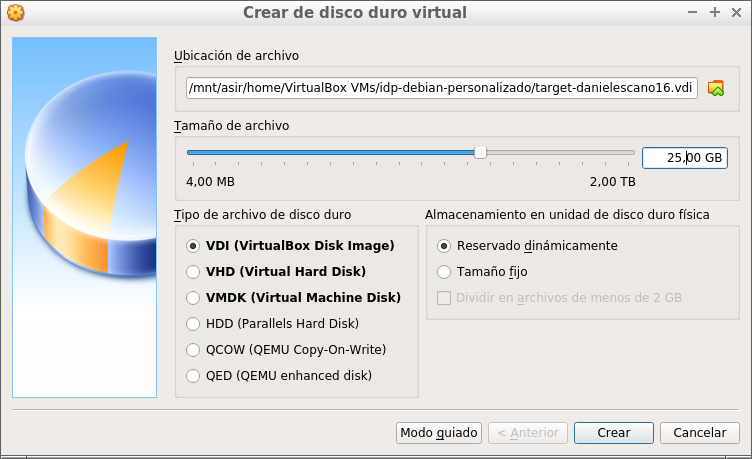 Crear de disco duro virtual
Ubicación de archivo
/mnt/asir/home/VirtualBox VMs/idp-debian-personalizado/target-danielescano16.vdi
Tamaño de archivo
25,00 GB
4,00 MB
2,00 TB
Tipo de archivo de disco duro
VDI (VirtualBox Disk Image)
VHD (Virtual Hard Disk)
VMDK (Virtual Machine Disk)
HDD (Parallels Hard Disk)
QCOW (QEMU Copy-On-Write)
QED (QEMU enhanced disk)
Almacenamiento en unidad de disco duro física
Reservado dinámicamente
Tamaño fijo
Dividir en archivos de menos de 2 GB
Modo guiado
< Anterior
Crear
Cancelar